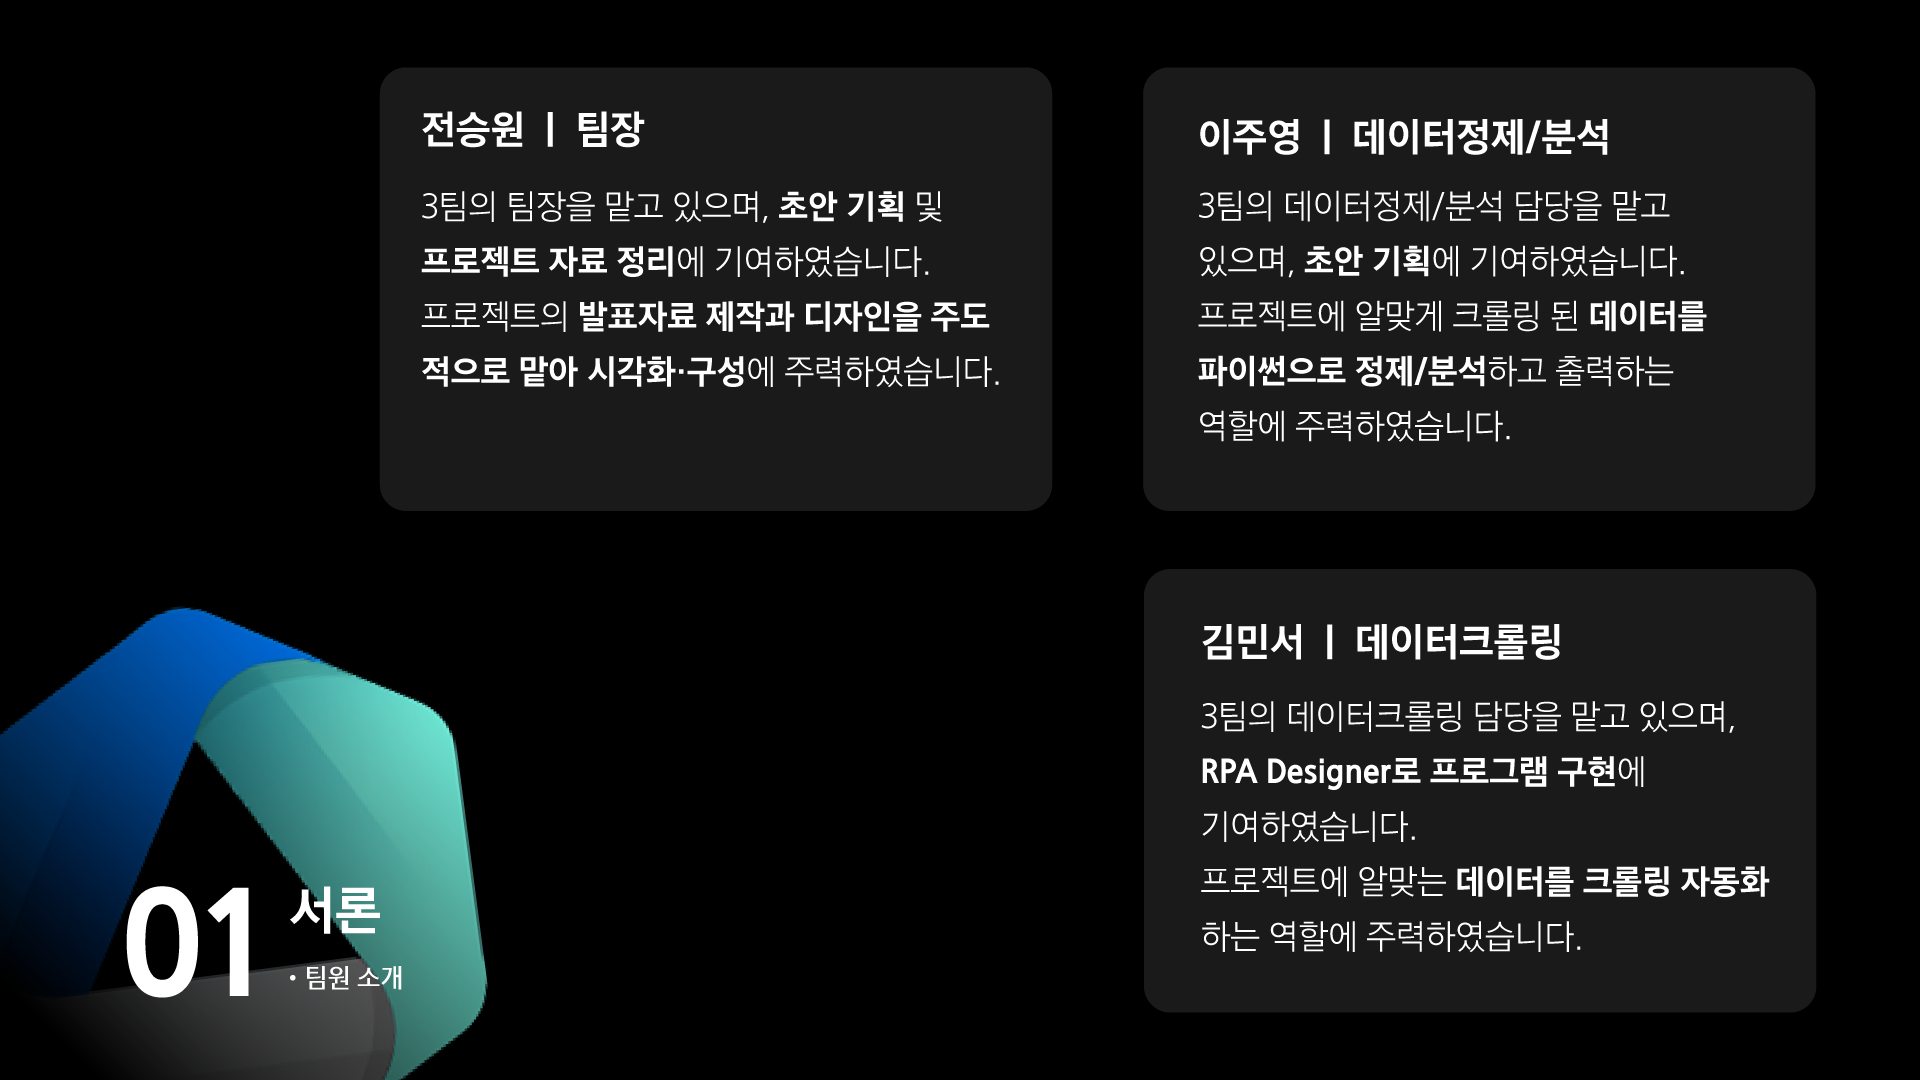 전승원 ㅣ 팀장
3팀의 팀장을 맡고 있으며, 초안 기획 및
프로젝트 자료 정리에 기여하였습니다.
프로젝트의 발표자료 제작과 디자인을 주도
적으로 맡아 시각화·구성에 주력하였습니다.
이주영 ㅣ 데이터정제/분석
3팀의 데이터정제/분석 담당을 맡고
있으며, 초안 기획에 기여하였습니다.
프로젝트에 알맞게 크롤링 된 데이터를
파이썬으로 정제/분석하고 출력하는
역할에 주력하였습니다.
김민서 ㅣ 데이터크롤링
3팀의 데이터크롤링 담당을 맡고 있으며,
RPA Designer로 프로그램 구현에
기여하였습니다.
프로젝트에 알맞는 데이터를 크롤링 자동화
하는 역할에 주력하였습니다.
01 서론
• 팀원 소개